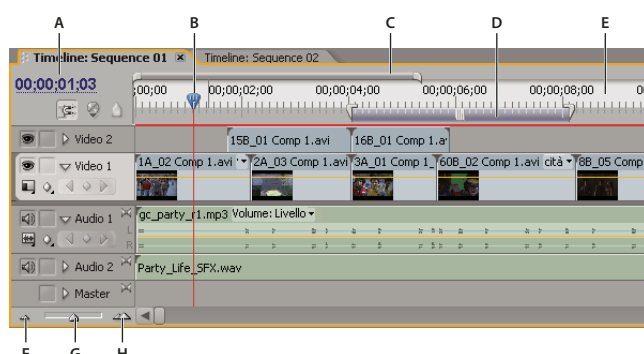 A B C D E
Timeline: Sequence 01 Timeline: Sequence 02
00;00;01;03
;00;00 00;00;02;00 00;00;04;00 00;00;06;00 00;00;08;00
Video 2 15B_01 Comp 1.avi 16B_01 Comp 1.a
Video 1 1A_02 Comp 1.avi 2A_03 Comp 1.avi 3A_01 Comp 1_ 60B_02 Comp 1.avi cità 8B_05 Comp
Audio 1 gc_party_r1.mp3 Volume: Livello
L
R
Audio 2 Party_Life_SFX.wav
Master
F G H